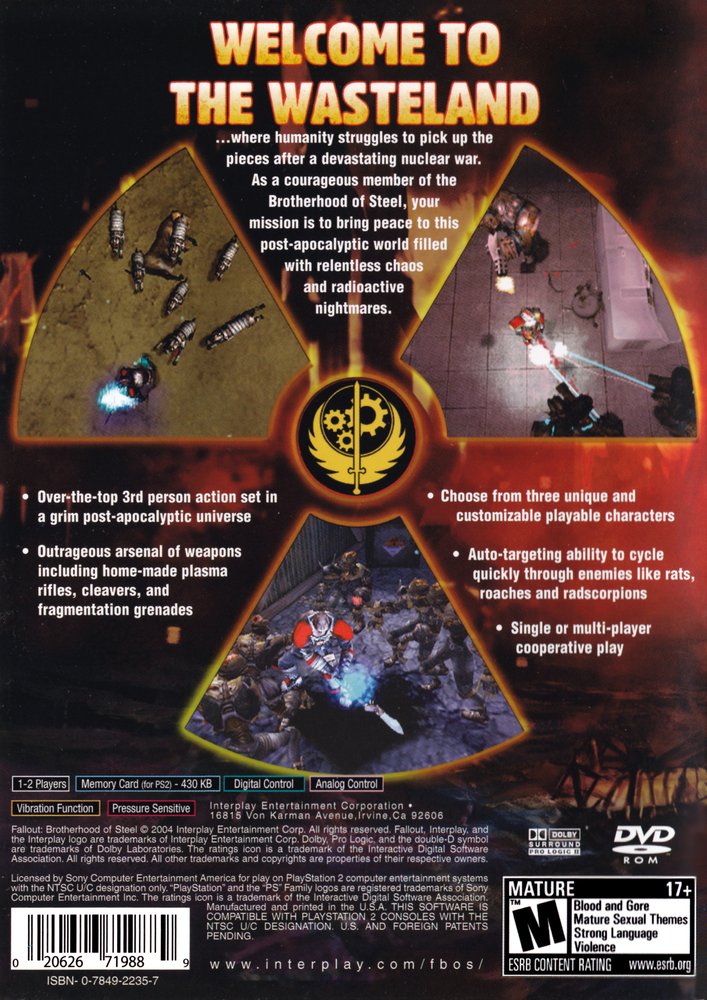 WELCOME TO
THE WASTELAND
...where humanity struggles to pick up the
pieces after a devastating nuclear war.
As a courageous member of the
Brotherhood of Steel, your
mission is to bring peace to this
post-apocalyptic world filled
with relentless chaos
and radioactive
nightmares.
• Over-the-top 3rd person action set in
a grim post-apocalyptic universe
• Outrageous arsenal of weapons
including home-made plasma
rifles, cleavers, and
fragmentation grenades
• Choose from three unique and
customizable playable characters
• Auto-targeting ability to cycle
quickly through enemies like rats,
roaches and radscorpions
• Single or multi-player
cooperative play
1-2 Players
Memory Card (for PS2) - 430 KB
Digital Control
Analog Control
Vibration Function
Pressure Sensitive
Interplay Entertainment Corporation •
16815 Von Karman Avenue,Irvine,Ca 92606
Fallout: Brotherhood of Steel © 2004 Interplay Entertainment Corp. All rights reserved. Fallout, Interplay, and
the Interplay logo are trademarks of Interplay Entertainment Corp. Dolby, Pro Logic, and the double-D symbol
are trademarks of Dolby Laboratories. The ratings icon is a trademark of the Interactive Digital Software
Association. All rights reserved. All other trademarks and copyrights are properties of their respective owners.
Licensed by Sony Computer Entertainment America for play on PlayStation 2 computer entertainment systems
with the NTSC U/C designation only. “PlayStation” and the “PS” Family logos are registered trademarks of Sony
Computer Entertainment Inc. The ratings icon is a trademark of the Interactive Digital Software Association.
Manufactured and printed in the U.S.A. THIS SOFTWARE IS
COMPATIBLE WITH PLAYSTATION 2 CONSOLES WITH THE
NTSC U/C DESIGNATION. U.S. AND FOREIGN PATENTS
PENDING.
DOLBY
SURROUND
PRO LOGIC II
DVD
ROM
MATURE 17+
TM
M
Blood and Gore
Mature Sexual Themes
Strong Language
Violence
ESRB CONTENT RATING www.esrb.org
0 20626 71988 9
ISBN- 0-7849-2235-7
www.interplay.com/fbos/